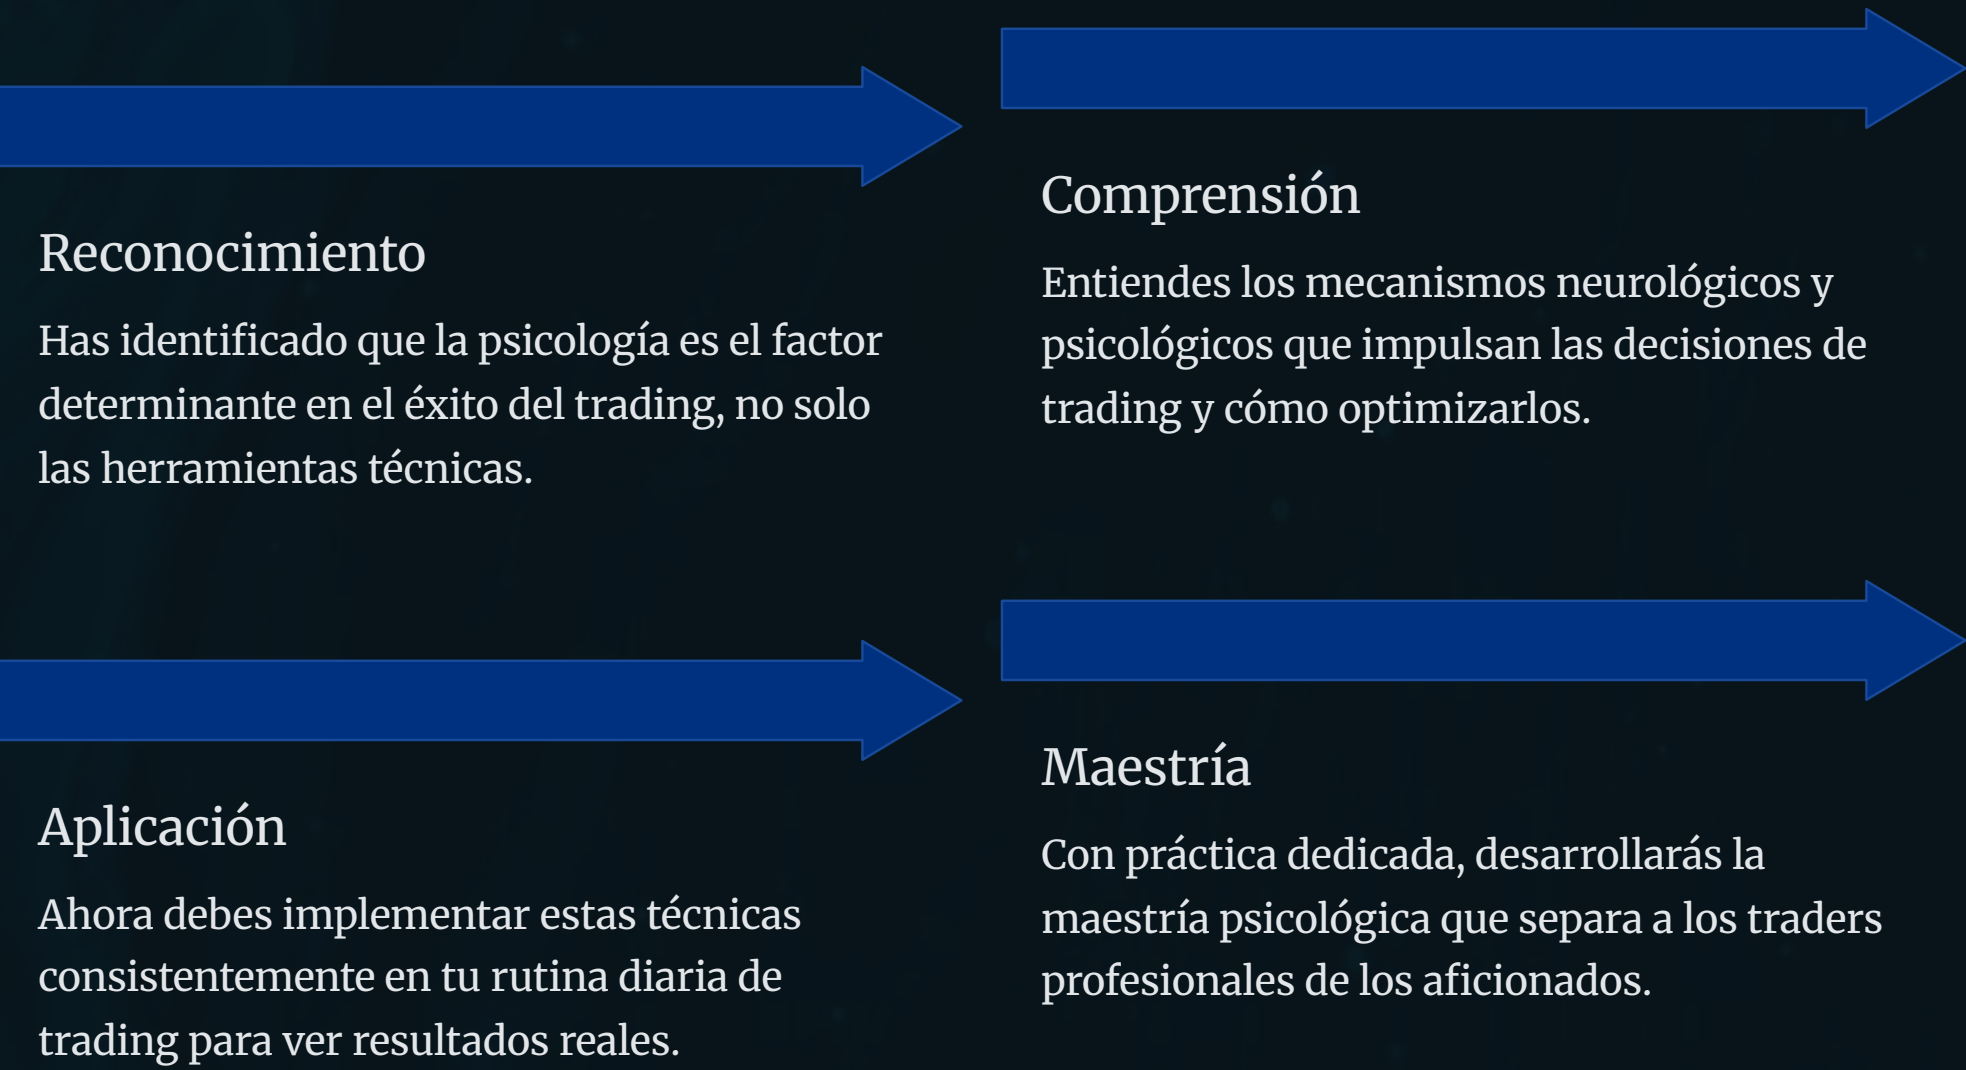 Reconocimiento
Has identificado que la psicología es el factor
determinante en el éxito del trading, no solo
las herramientas técnicas.
Comprensión
Entiendes los mecanismos neurológicos y
psicológicos que impulsan las decisiones de
trading y cómo optimizarlos.
Aplicación
Ahora debes implementar estas técnicas
consistentemente en tu rutina diaria de
trading para ver resultados reales.
Maestría
Con práctica dedicada, desarrollarás la
maestría psicológica que separa a los traders
profesionales de los aficionados.